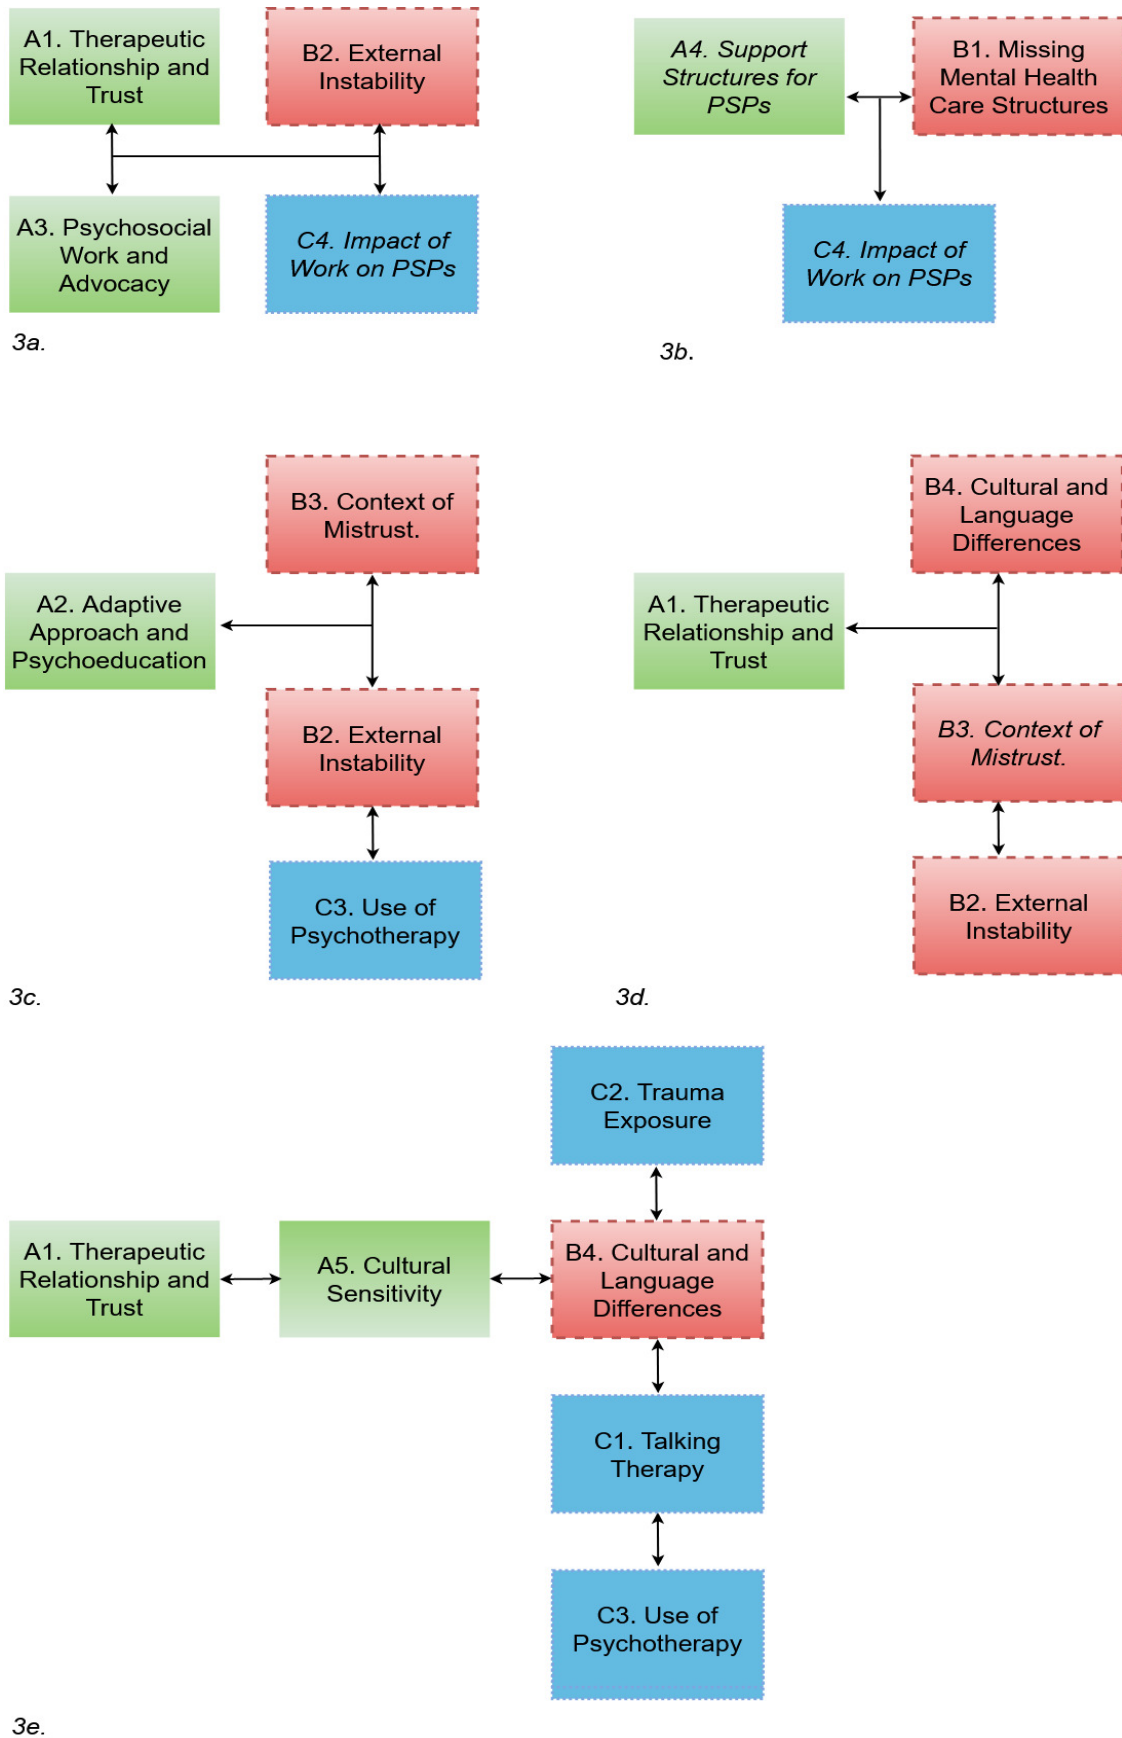 A1. Therapeutic
Relationship and
Trust
B2. External
Instability
A3. Psychosocial
Work and
Advocacy
C4. Impact of
Work on PSPs
3a.
A4. Support
Structures for
PSPs
B1. Missing
Mental Health
Care Structures
C4. Impact of
Work on PSPs
3b.
B3. Context of
Mistrust.
A2. Adaptive
Approach and
Psychoeducation
B2. External
Instability
C3. Use of
Psychotherapy
3c.
B4. Cultural and
Language
Differences
A1. Therapeutic
Relationship and
Trust
B3. Context of
Mistrust.
B2. External
Instability
3d.
C2. Trauma
Exposure
A1. Therapeutic
Relationship and
Trust
A5. Cultural
Sensitivity
B4. Cultural and
Language
Differences
C1. Talking
Therapy
C3. Use of
Psychotherapy
3e.